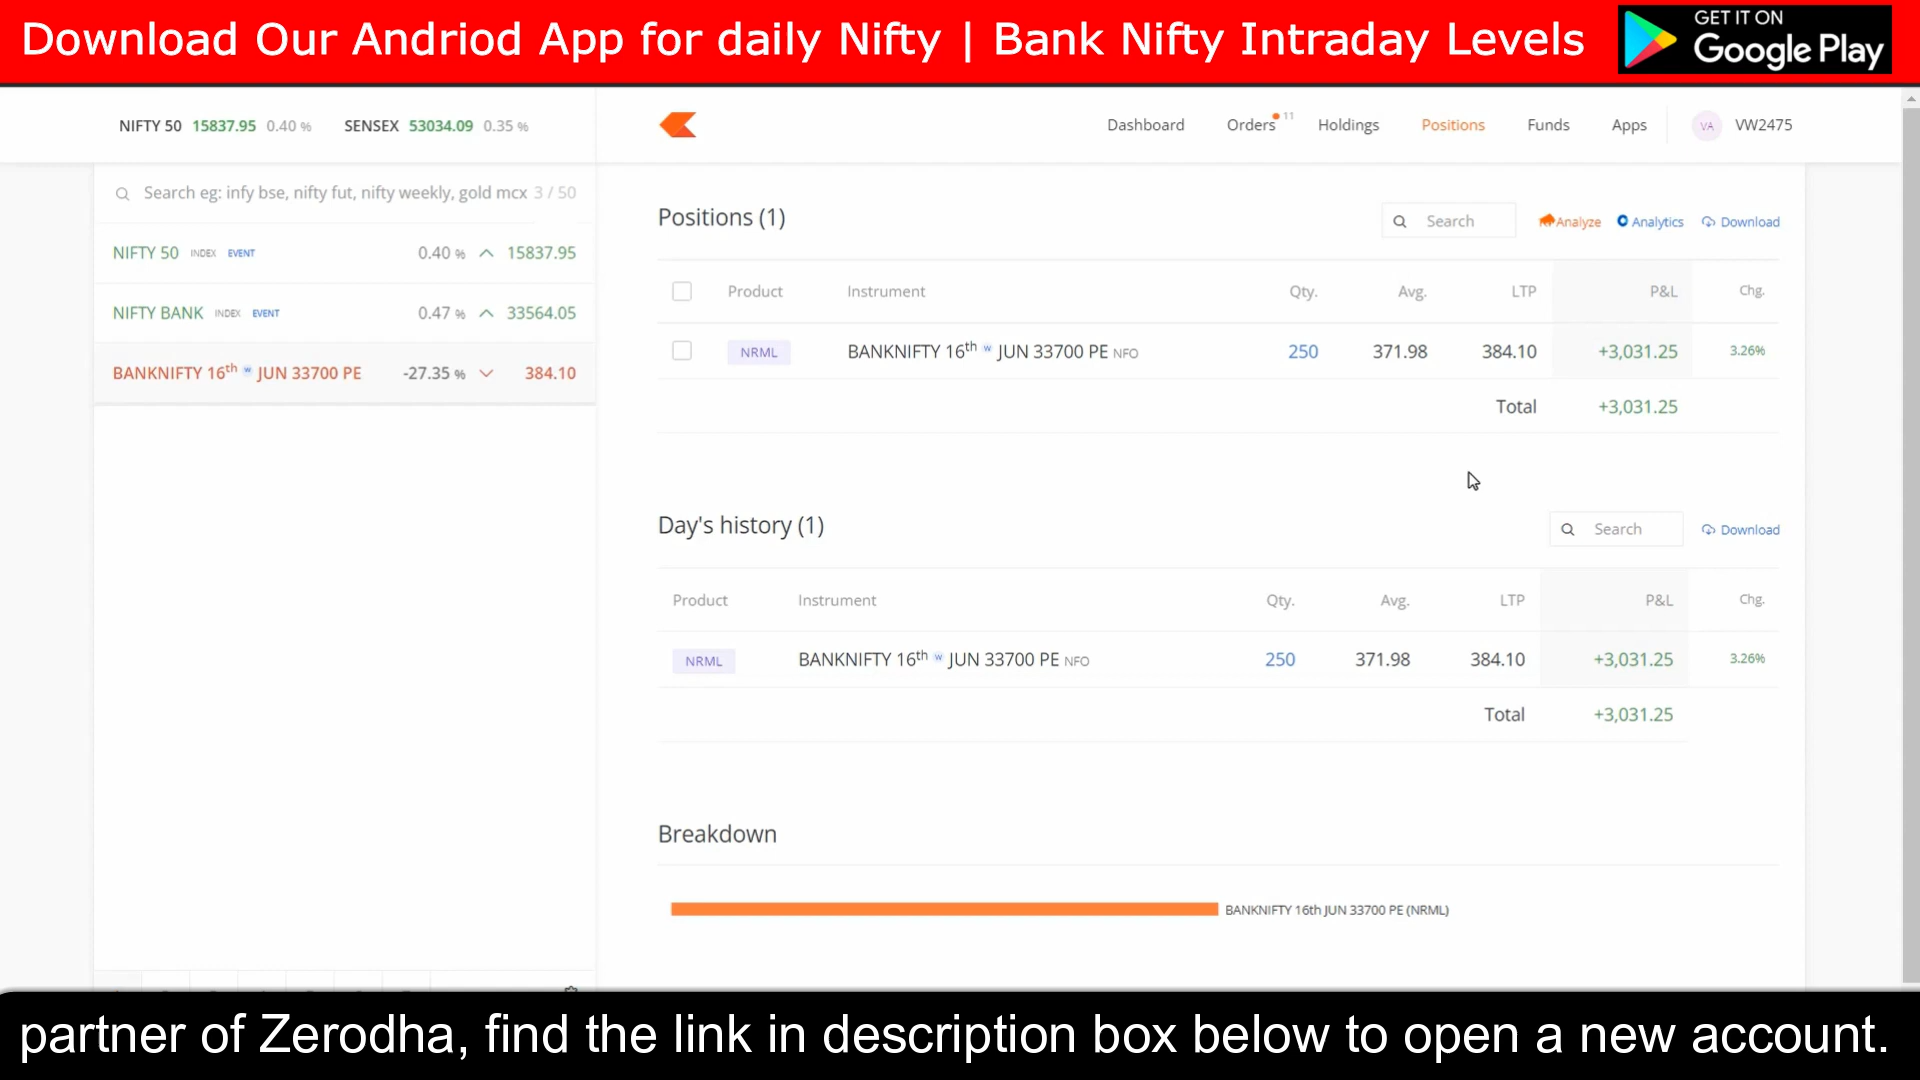 Download Our Andriod App for daily Nifty | Bank Nifty Intraday Levels
GET IT ON
Google Play
NIFTY 50 15837.95 0.40 % SENSEX 53034.09 0.35 %
Dashboard Orders 11 Holdings Positions Funds Apps VA VW2475
Search eg: infy bse, nifty fut, nifty weekly, gold mcx 3 / 50
NIFTY 50 INDEX EVENT 0.40 % 15837.95
NIFTY BANK INDEX EVENT 0.47 % 33564.05
BANKNIFTY 16th w JUN 33700 PE -27.35 % 384.10
Positions (1) Search Analyze Analytics Download
Product Instrument Qty. Avg. LTP P&L Chg.
NRML BANKNIFTY 16th w JUN 33700 PE NFO 250 371.98 384.10 +3,031.25 3.26%
Total +3,031.25
Day's history (1) Search Download
Product Instrument Qty. Avg. LTP P&L Chg.
NRML BANKNIFTY 16th w JUN 33700 PE NFO 250 371.98 384.10 +3,031.25 3.26%
Total +3,031.25
Breakdown
BANKNIFTY 16th JUN 33700 PE (NRML)
partner of Zerodha, find the link in description box below to open a new account.